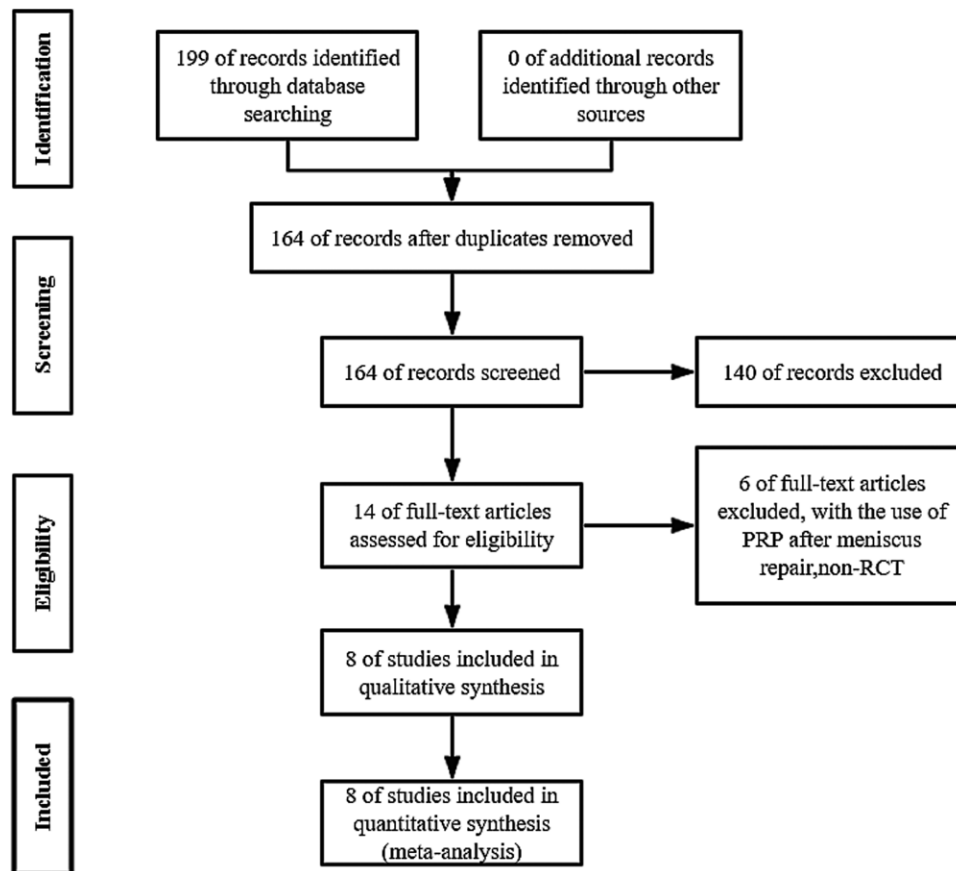 Identification
199 of records identified
through database
searching
0 of additional records
identified through other
sources
164 of records after duplicates removed
Screening
164 of records screened
140 of records excluded
Eligibility
14 of full-text articles
assessed for eligibility
6 of full-text articles
excluded, with the use of
PRP after meniscus
repair,non-RCT
8 of studies included in
qualitative synthesis
Included
8 of studies included in
quantitative synthesis
(meta-analysis)